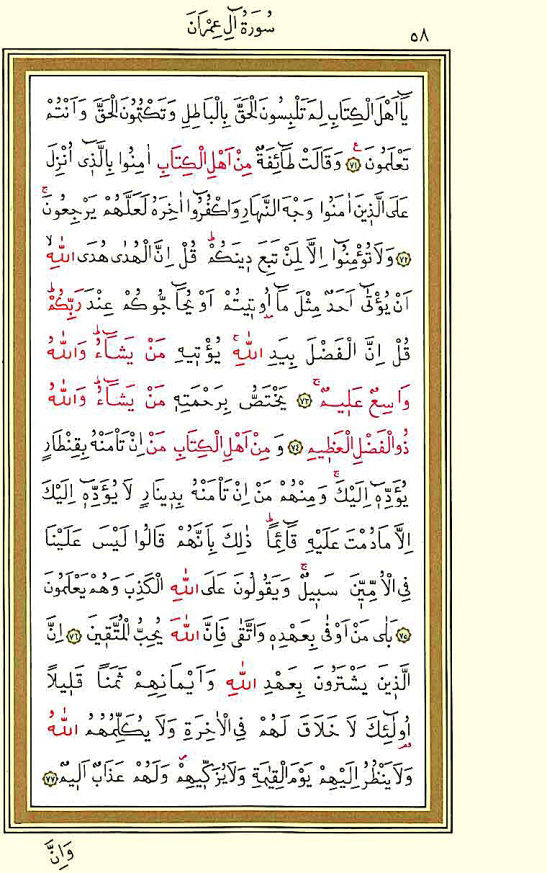 سُورَةُ اٰلِ عِمْرٰنَ
٥٨
يَٓا اَهْلَ الْكِتَابِ لِمَ تَلْبِسُونَ الْحَقَّ بِالْبَاطِلِ وَتَكْتُمُونَ الْحَقَّ وَاَنْتُمْ
تَعْلَمُونَ۟ ﴿٧١﴾ وَقَالَتْ طَٓائِفَةٌ مِنْ اَهْلِ الْكِتَابِ اٰمِنُوا بِالَّذ۪ٓي اُنْزِلَ
عَلَى الَّذ۪ينَ اٰمَنُوا وَجْهَ النَّهَارِ وَاكْفُرُٓوا اٰخِرَهُ لَعَلَّهُمْ يَرْجِعُونَۚ
﴿٧٢﴾ وَلَا تُؤْمِنُٓوا اِلَّا لِمَنْ تَبِعَ د۪ينَكُمْۜ قُلْ اِنَّ الْهُدٰى هُدَى اللّٰهِۙ
اَنْ يُؤْتٰٓى اَحَدٌ مِثْلَ مَٓا اُو۫ت۪يتُمْ اَوْ يُحَٓاجُّوكُمْ عِنْدَ رَبِّكُمْۜ
قُلْ اِنَّ الْفَضْلَ بِيَدِ اللّٰهِۚ يُؤْت۪يهِ مَنْ يَشَٓاءُۜ وَاللّٰهُ
وَاسِعٌ عَل۪يمٌۚ ﴿٧٣﴾ يَخْتَصُّ بِرَحْمَتِه۪ مَنْ يَشَٓاءُۜ وَاللّٰهُ
ذُو الْفَضْلِ الْعَظ۪يمِ ﴿٧٤﴾ وَمِنْ اَهْلِ الْكِتَابِ مَنْ اِنْ تَأْمَنْهُ بِقِنْطَارٍ
يُؤَدِّه۪ٓ اِلَيْكَۚ وَمِنْهُمْ مَنْ اِنْ تَأْمَنْهُ بِد۪ينَارٍ لَا يُؤَدِّه۪ٓ اِلَيْكَ
اِلَّا مَا دُمْتَ عَلَيْهِ قَٓائِمًاۜ ذٰلِكَ بِاَنَّهُمْ قَالُوا لَيْسَ عَلَيْنَا
فِي الْاُمِّيّ۪نَ سَب۪يلٌۚ وَيَقُولُونَ عَلَى اللّٰهِ الْكَذِبَ وَهُمْ يَعْلَمُونَ
﴿٧٥﴾ بَلٰى مَنْ اَوْفٰى بِعَهْدِه۪ وَاتَّقٰى فَاِنَّ اللّٰهَ يُحِبُّ الْمُتَّق۪ينَ ﴿٧٦﴾ اِنَّ
الَّذ۪ينَ يَشْتَرُونَ بِعَهْدِ اللّٰهِ وَاَيْمَانِهِمْ ثَمَنًا قَل۪يلًا
اُو۬لٰٓئِكَ لَا خَلَاقَ لَهُمْ فِي الْاٰخِرَةِ وَلَا يُكَلِّمُهُمُ اللّٰهُ
وَلَا يَنْظُرُ اِلَيْهِمْ يَوْمَ الْقِيٰمَةِ وَلَا يُزَكّ۪يهِمْۖ وَلَهُمْ عَذَابٌ اَل۪يمٌ ﴿٧٧﴾
وَاِنَّ